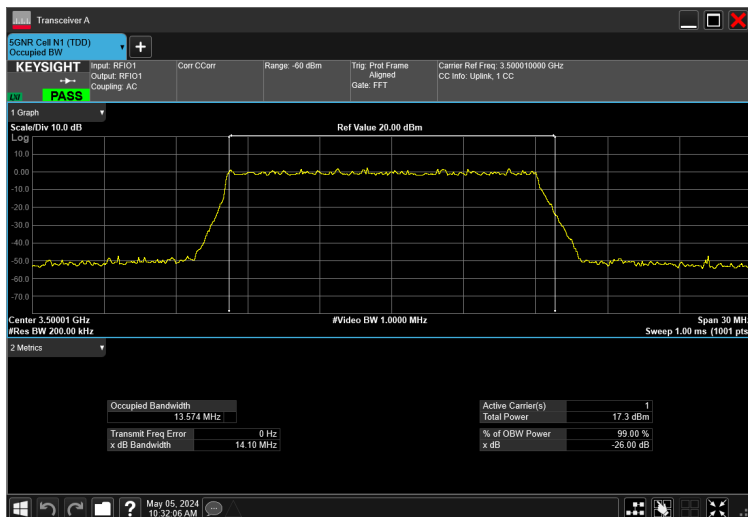 Transceiver A
5GNR Cell N1 (TDD)
Occupied BW
KEYSIGHT
Input: RFIO1
Output: RFIO1
Coupling: AC
Corr CCorr
Range: -60 dBm
Trig: Prot Frame
Aligned
Gate: FFT
Carrier Ref Freq: 3.500010000 GHz
CC Info: Uplink, 1 CC
LXI
PASS
1 Graph
Scale/Div 10.0 dB
Ref Value 20.00 dBm
Log
10.0
0.00
-10.0
-20.0
-30.0
-40.0
-50.0
-60.0
-70.0
Center 3.50001 GHz
#Video BW 1.0000 MHz
Span 30 MH
#Res BW 200.00 kHz
Sweep 1.00 ms (1001 pts
2 Metrics
Occupied Bandwidth
13.574 MHz
Transmit Freq Error 0 Hz
x dB Bandwidth 14.10 MHz
Active Carrier(s) 1
Total Power 17.3 dBm
% of OBW Power 99.00 %
x dB -26.00 dB
May 05, 2024
10:32:06 AM